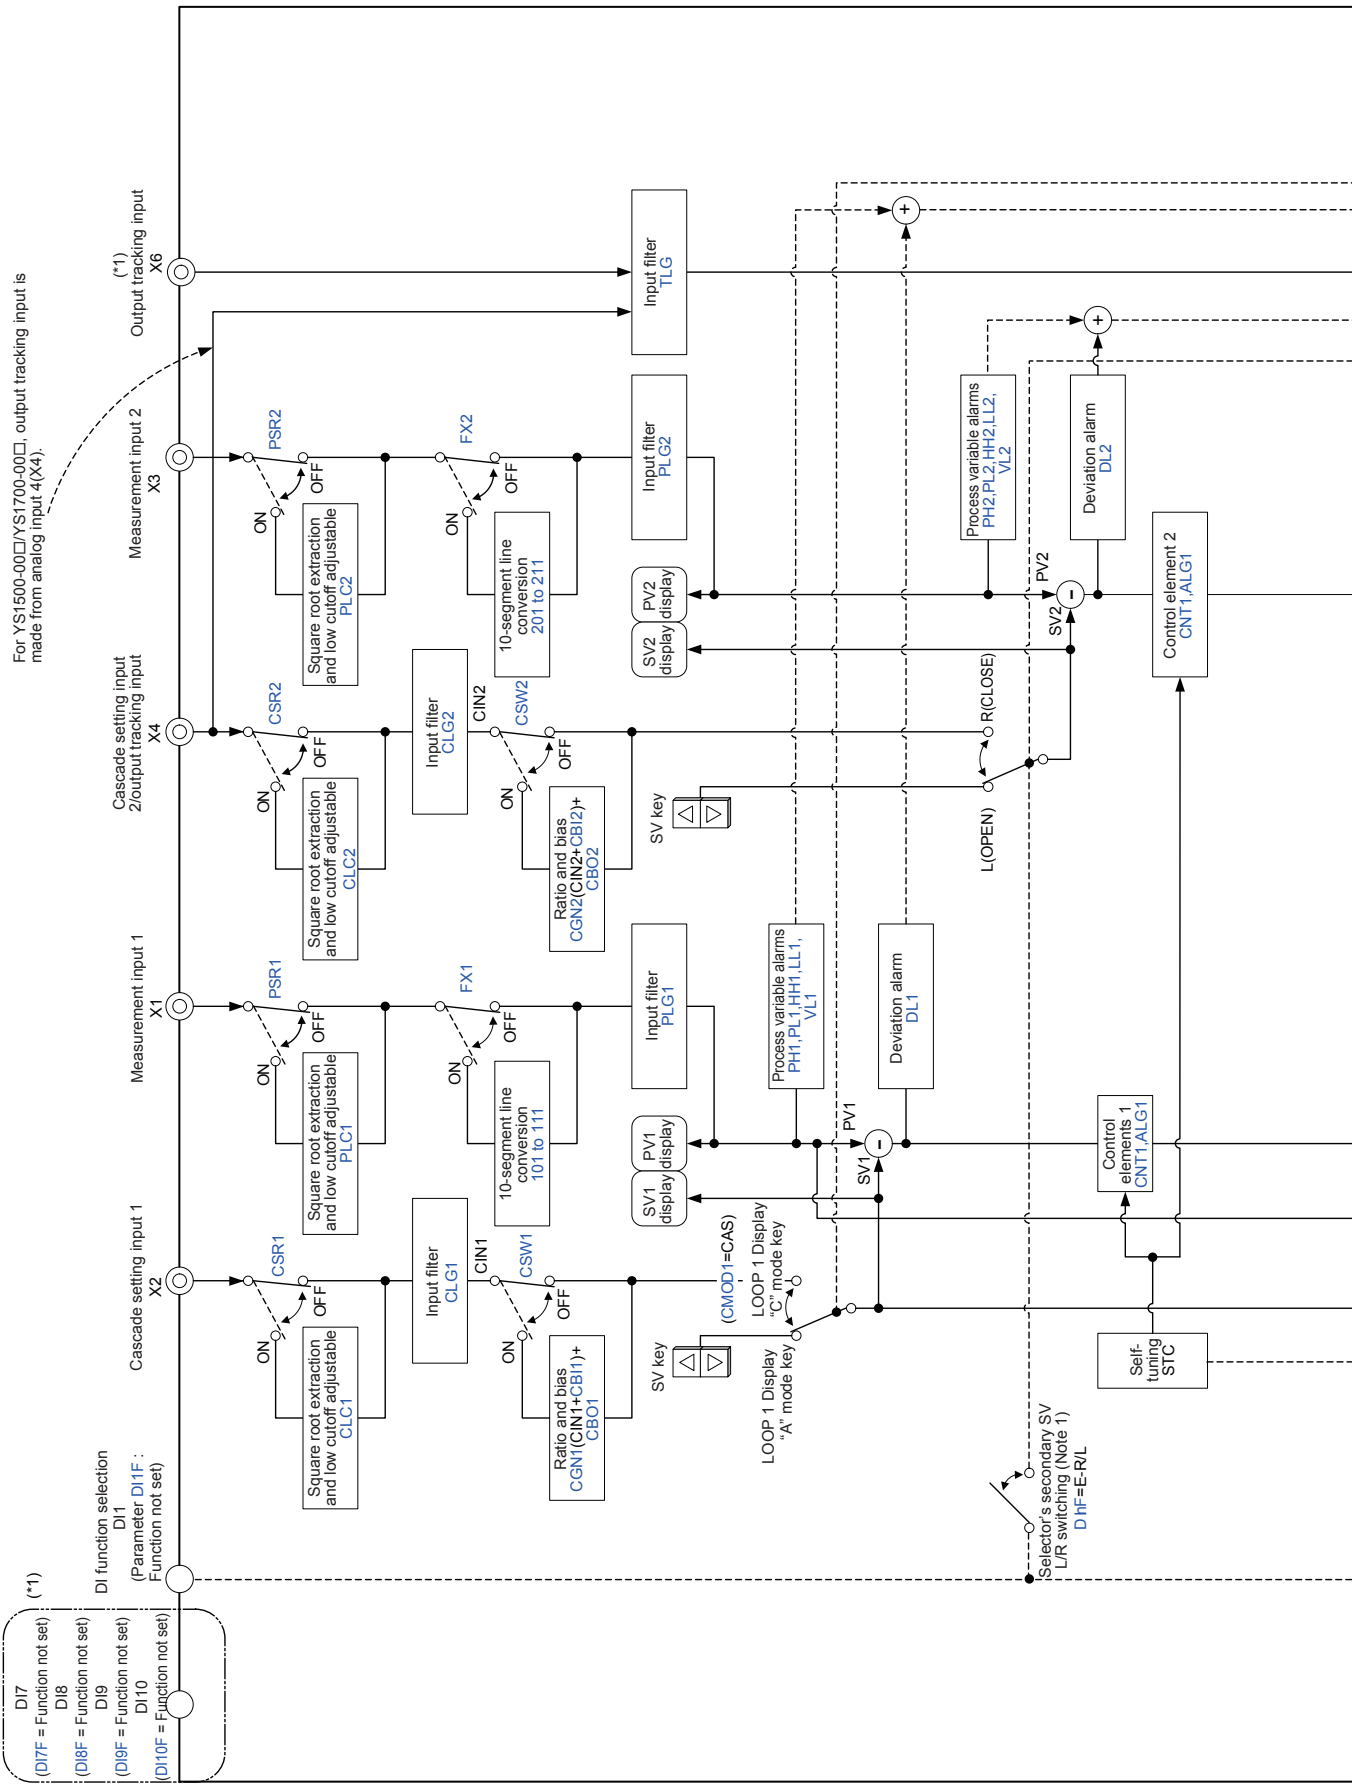 DI7
(DI7F = Function not set)
DI8
(DI8F = Function not set)
DI9
(DI9F = Function not set)
DI10
(DI10F = Function not set)
(*1)
DI function selection
DI1
(Parameter DI1F :
Function not set)
Cascade setting input 1
X2
Measurement input 1
X1
Cascade setting input
2/output tracking input
X4
Measurement input 2
X3
(*1)
Output tracking input
X6
For YS1500-00□/YS1700-00□, output tracking input is
made from analog input 4(X4).
CSR1
ON
OFF
Square root extraction
and low cutoff adjustable
CLC1
PSR1
ON
OFF
Square root extraction
and low cutoff adjustable
PLC1
CSR2
ON
OFF
Square root extraction
and low cutoff adjustable
CLC2
PSR2
ON
OFF
Square root extraction
and low cutoff adjustable
PLC2
Input filter
CLG1
CIN1
CSW1
ON
OFF
Ratio and bias
CGN1(CIN1+CBI1)+
CBO1
FX1
ON
OFF
10-segment line
conversion
101 to 111
Input filter
CLG2
CIN2
CSW2
ON
OFF
Ratio and bias
CGN2(CIN2+CBI2)+
CBO2
FX2
ON
OFF
10-segment line
conversion
201 to 211
SV1
display
PV1
display
Input filter
PLG1
SV2
display
PV2
display
Input filter
PLG2
Input filter
TLG
SV key
(CMOD1=CAS)
LOOP 1 Display
"C" mode key
LOOP 1 Display
"A" mode key
SV key
Process variable alarms
PH1,PL1,HH1,LL1,
VL1
SV1
PV1
-
Deviation alarm
DL1
+
L(OPEN)
R(CLOSE)
Process variable alarms
PH2,PL2,HH2,LL2,
VL2
SV2
PV2
-
Deviation alarm
DL2
+
Selector's secondary SV
L/R switching (Note 1)
D hF=E-R/L
Self-
tuning
STC
Control
elements 1
CNT1,ALG1
Control element 2
CNT1,ALG1